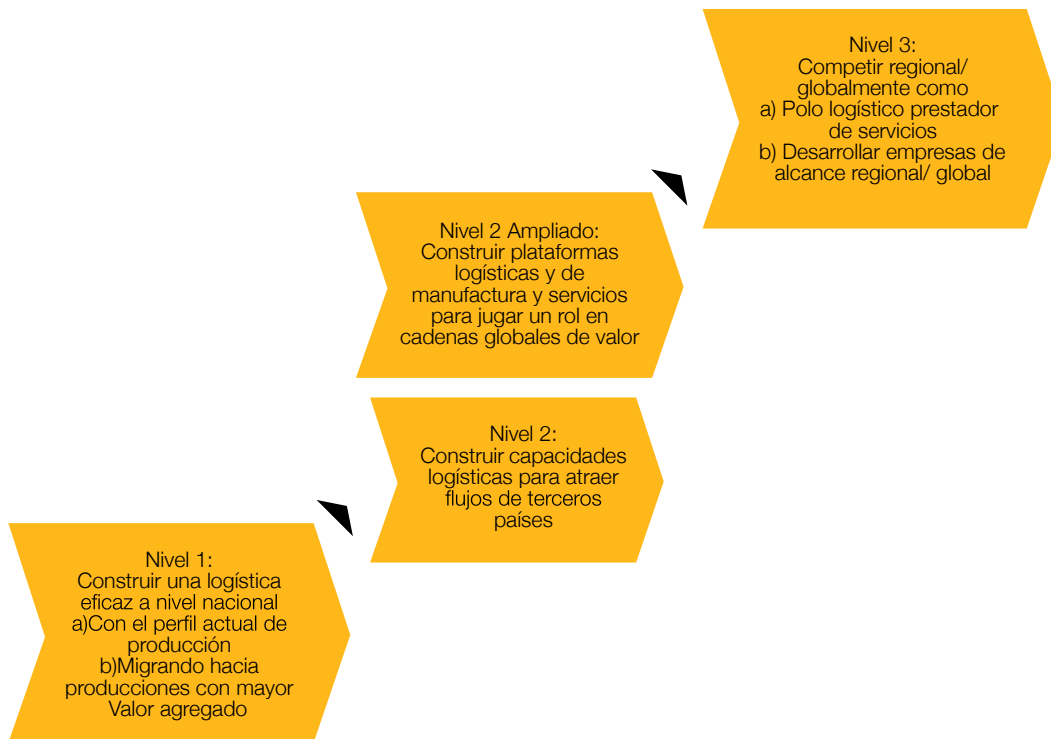 Nivel 3:
Competir regional/
globalmente como
a) Polo logístico prestador
de servicios
b) Desarrollar empresas de
alcance regional/ global
Nivel 2 Ampliado:
Construir plataformas
logísticas y de
manufactura y servicios
para jugar un rol en
cadenas globales de valor
Nivel 2:
Construir capacidades
logísticas para atraer
flujos de terceros
países
Nivel 1:
Construir una logística
eficaz a nivel nacional
a)Con el perfil actual de
producción
b)Migrando hacia
producciones con mayor
Valor agregado